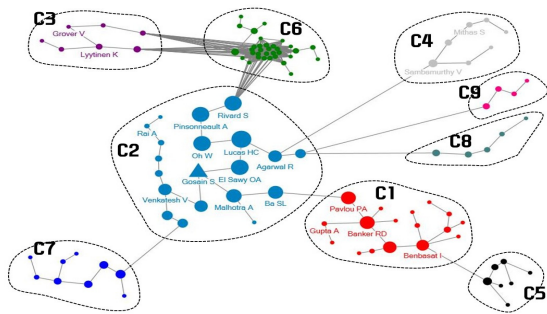 C3
Grover V
Lyytinen K
C6
C4
Mithas S
Sambamurthy V
C9
C8
C2
Rivard S
Pinsonneault A
Rai A
Oh W
Lucas HC
Agarwal R
Gosain S
El Sawy OA
Venkatesh V
Malhotra A
Ba SL
C1
Pavlou PA
Gupta A
Banker RD
Benbasat I
C7
C5